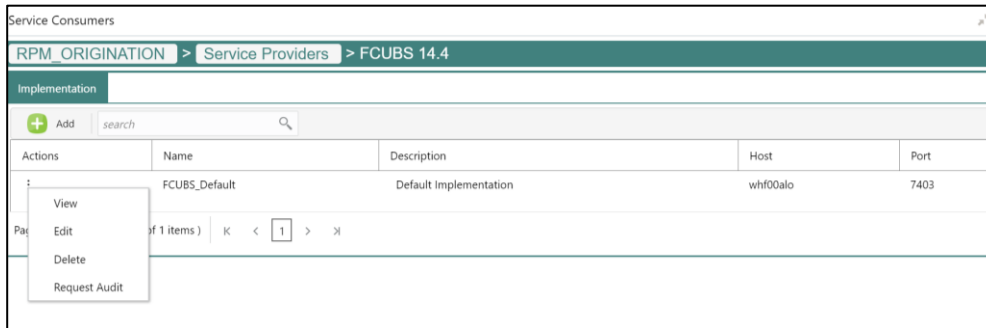 Service Consumers
RPM_ORIGINATION > Service Providers > FCUBS 14.4
Implementation
Add search
Actions Name Description Host Port
FCUBS_Default Default Implementation whf00alo 7403
View
Edit of 1 items ) 1
Delete
Request Audit